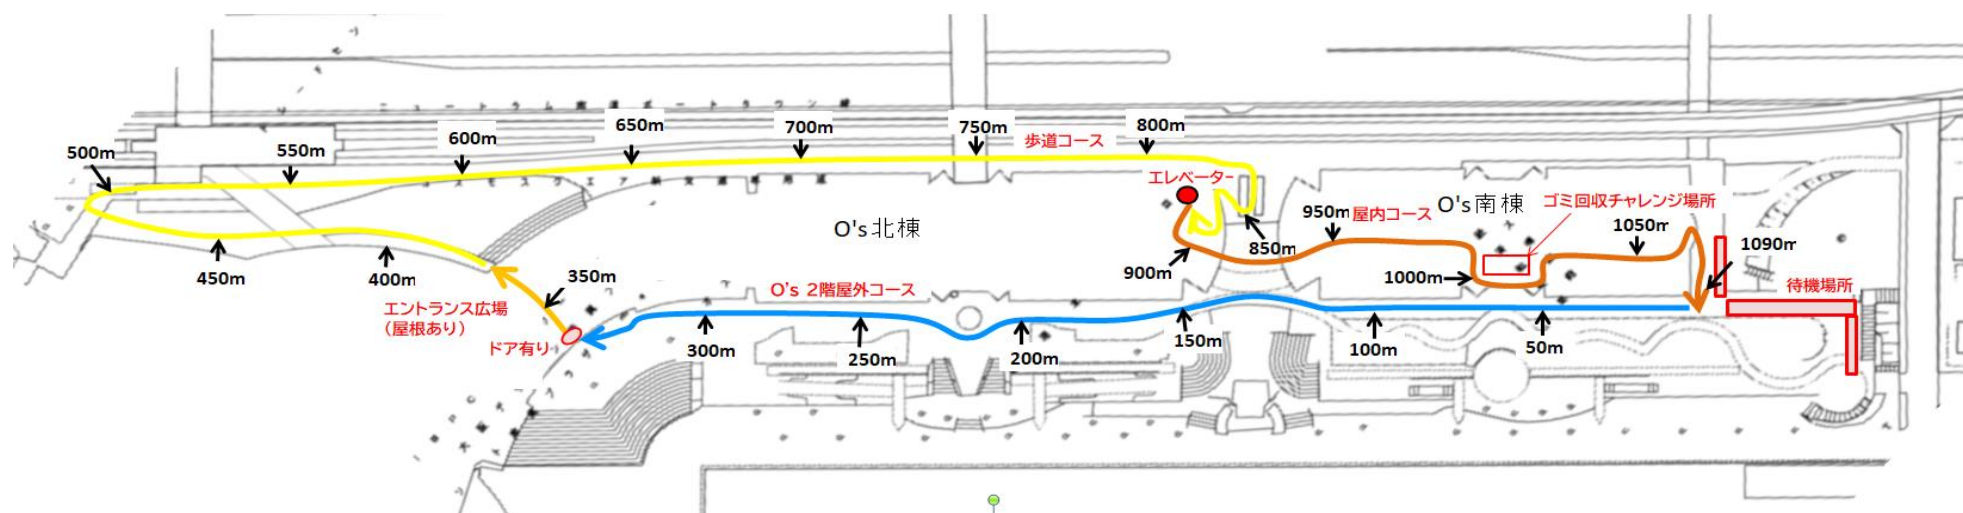 500m
550m
600m
650m
700m
750m
800m
歩道コース
エレベーター
850m
900m
950m
屋内コース
O's南棟
ゴミ回収チャレンジ場所
1000m
1050m
1090m
待機場所
O's北棟
450m
400m
350m
エントランス広場
(屋根あり)
ドア有り
O's 2階屋外コース
300m
250m
200m
150m
100m
50m